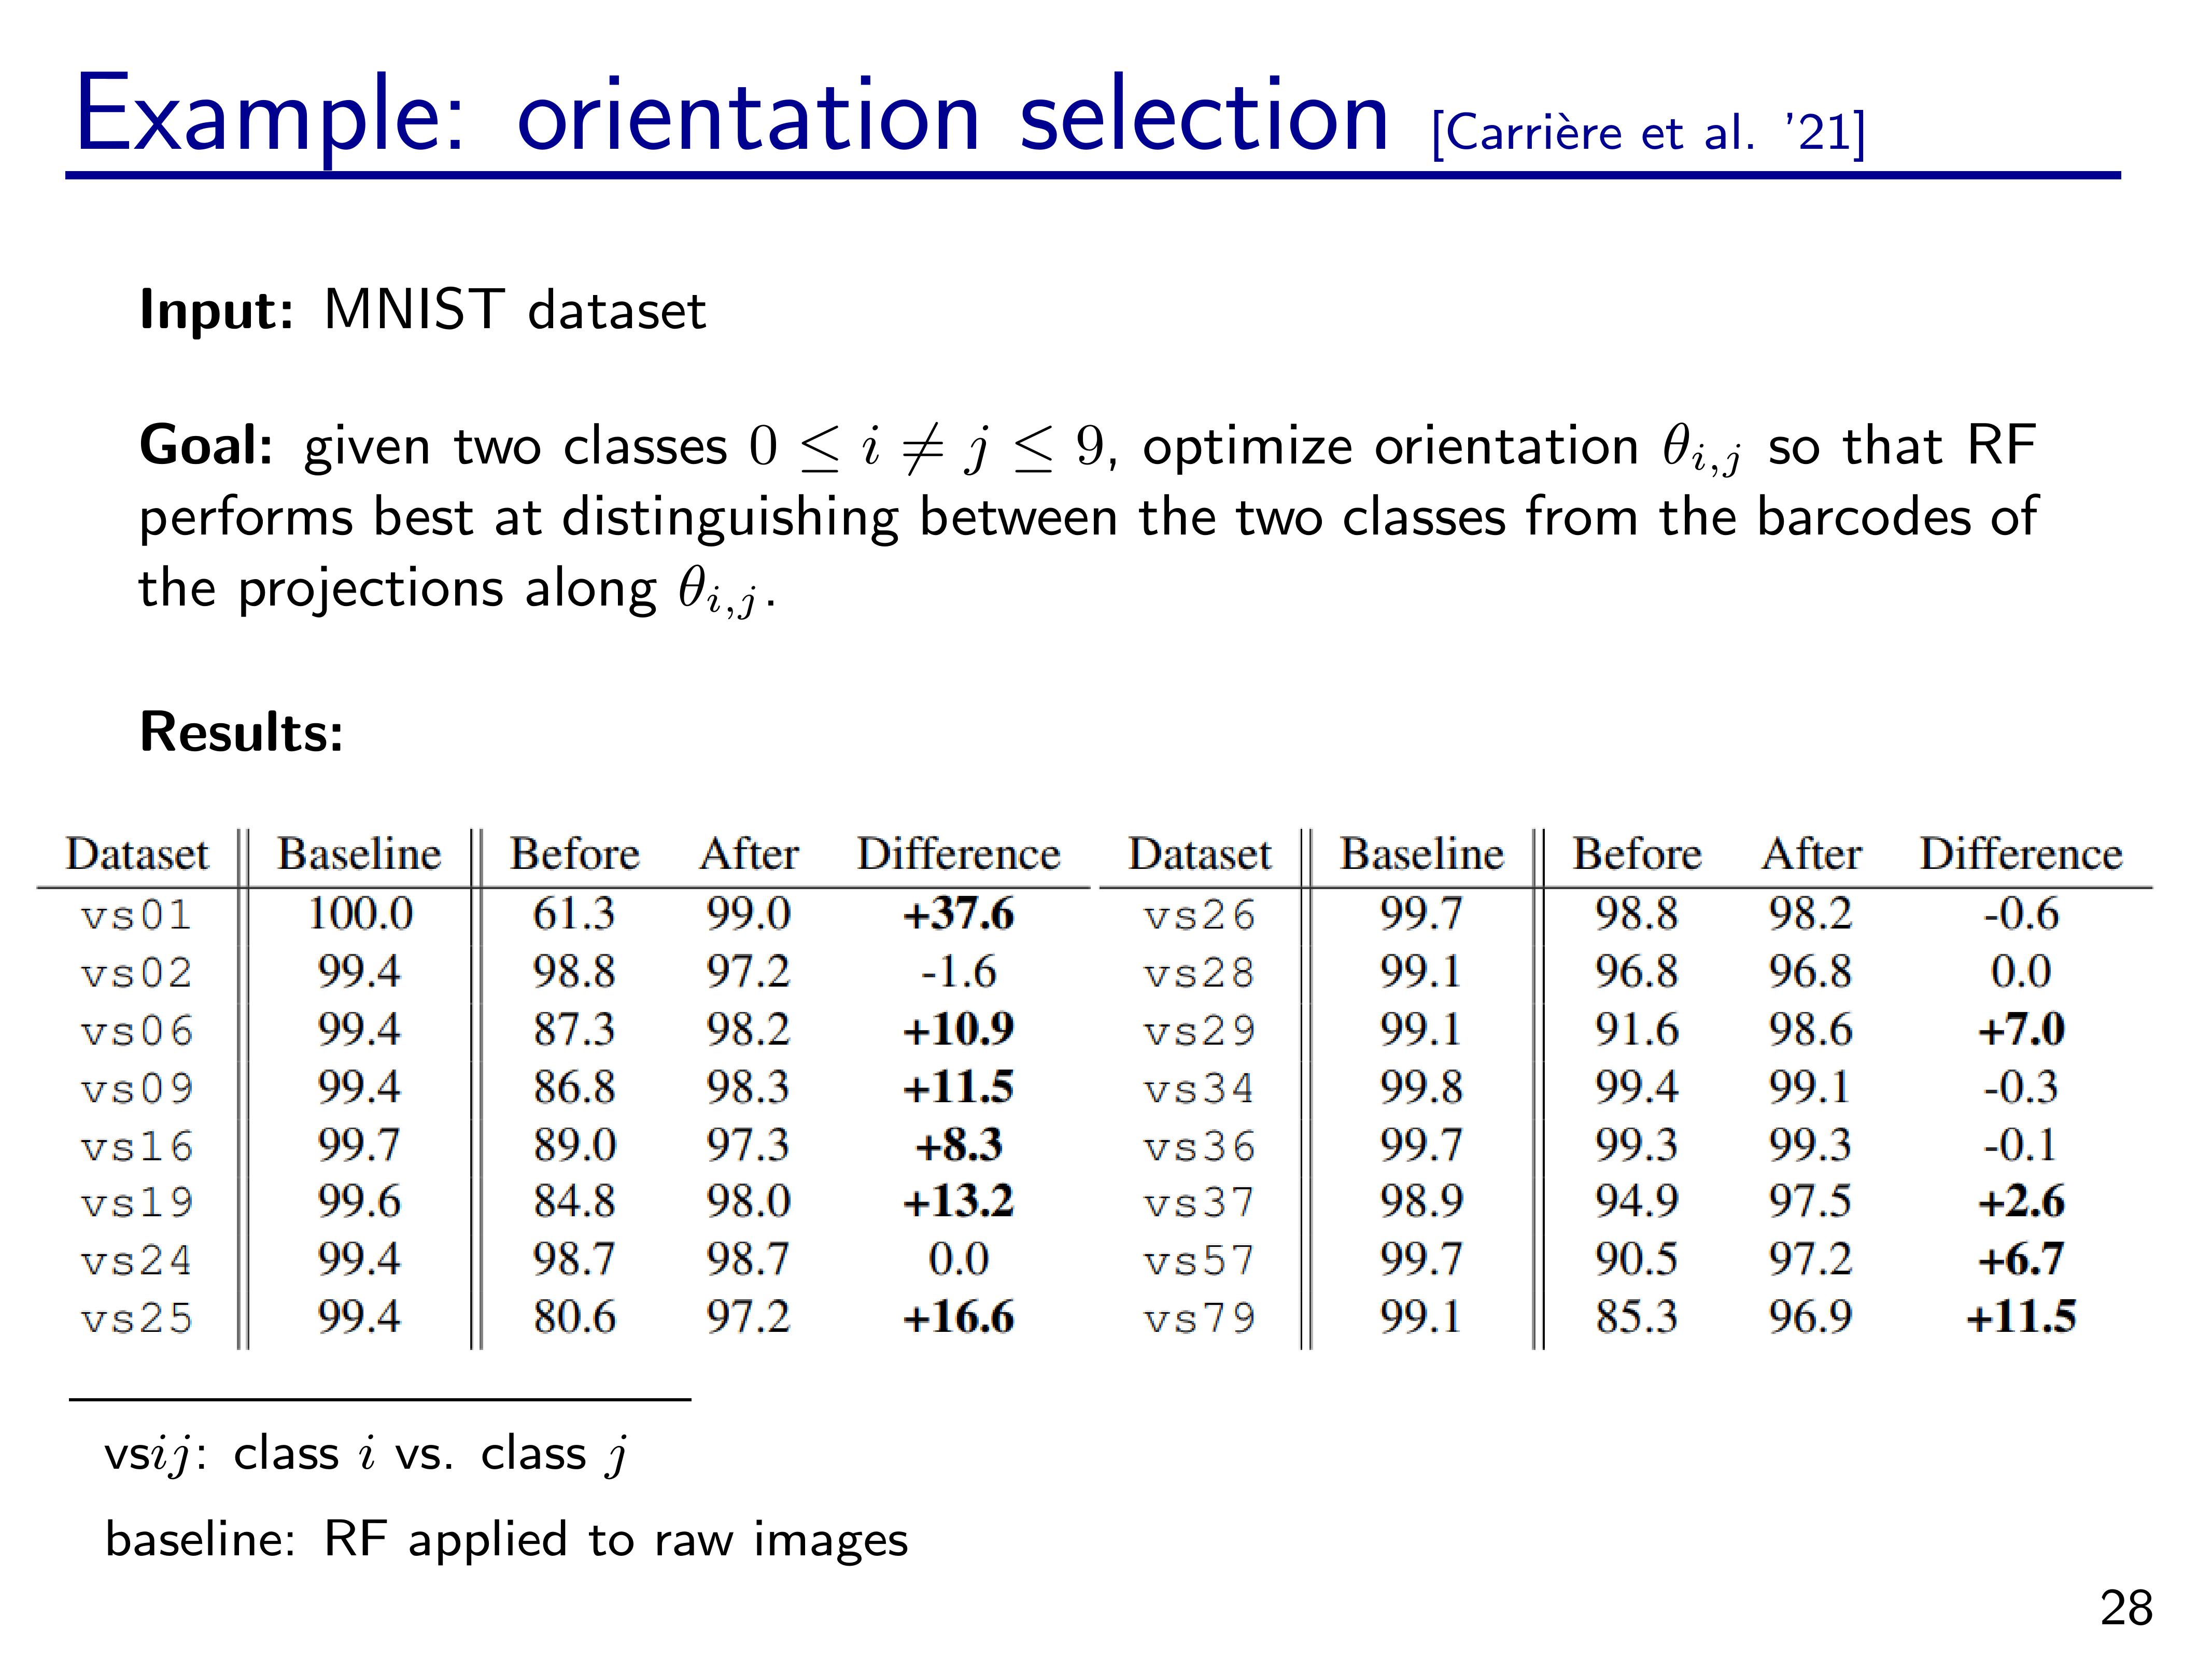 Example: orientation selection [Carrière et al. '21]
Input: MNIST dataset
Goal: given two classes 0 ≤ i ≠ j ≤ 9, optimize orientation θi,j so that RF
performs best at distinguishing between the two classes from the barcodes of
the projections along θi,j.
Results:
Dataset Baseline Before After Difference Dataset Baseline Before After Difference
vs01 100.0 61.3 99.0 +37.6 vs26 99.7 98.8 98.2 -0.6
vs02 99.4 98.8 97.2 -1.6 vs28 99.1 96.8 96.8 0.0
vs06 99.4 87.3 98.2 +10.9 vs29 99.1 91.6 98.6 +7.0
vs09 99.4 86.8 98.3 +11.5 vs34 99.8 99.4 99.1 -0.3
vs16 99.7 89.0 97.3 +8.3 vs36 99.7 99.3 99.3 -0.1
vs19 99.6 84.8 98.0 +13.2 vs37 98.9 94.9 97.5 +2.6
vs24 99.4 98.7 98.7 0.0 vs57 99.7 90.5 97.2 +6.7
vs25 99.4 80.6 97.2 +16.6 vs79 99.1 85.3 96.9 +11.5
vsij: class i vs. class j
baseline: RF applied to raw images
28